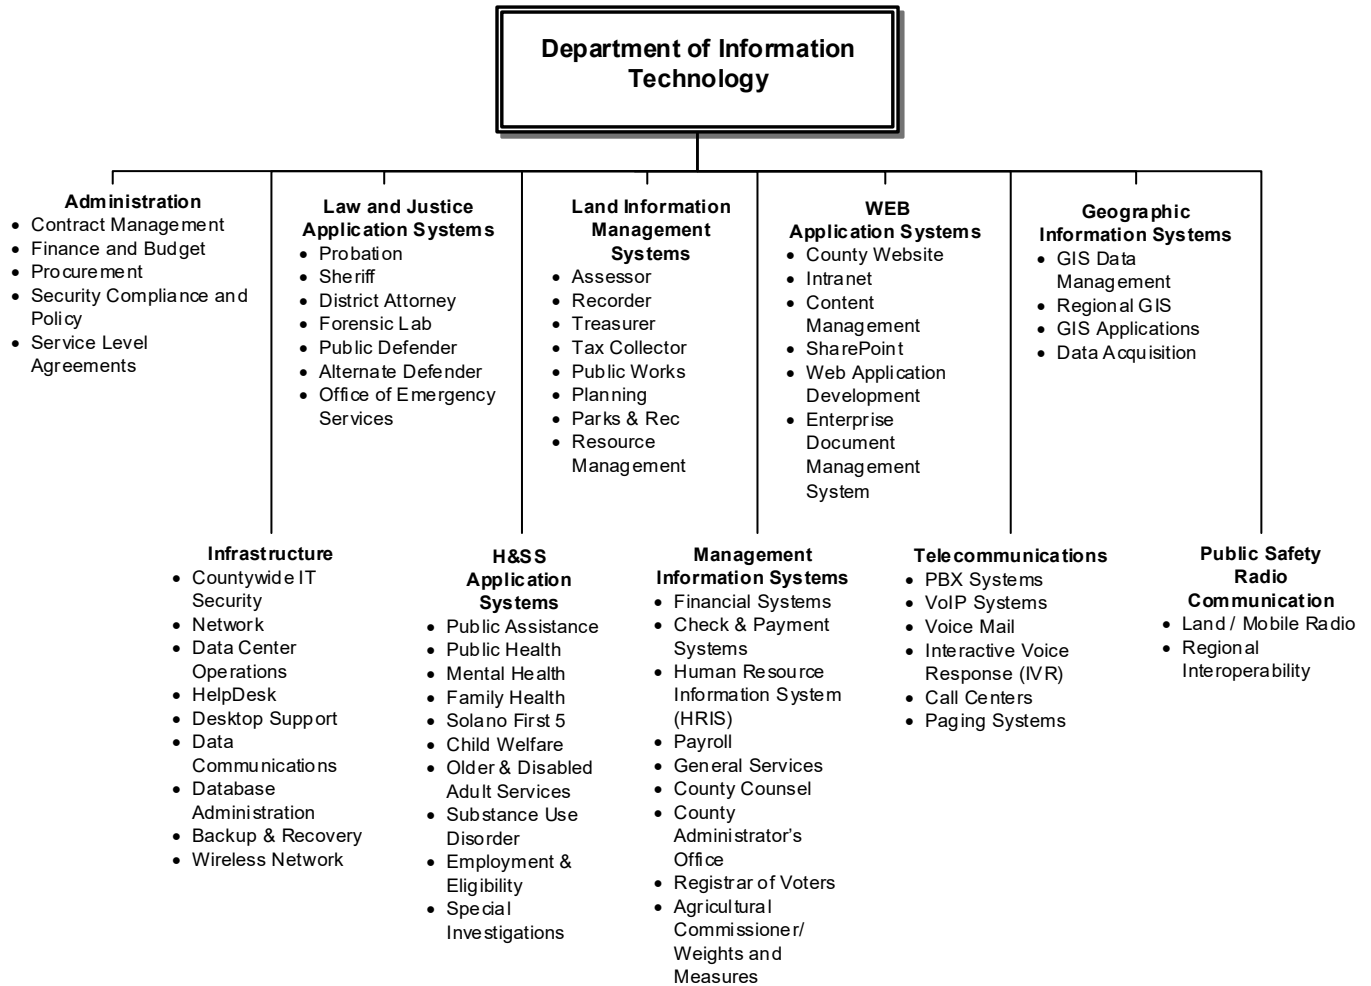 Department of Information
Technology
Administration
• Contract Management
• Finance and Budget
• Procurement
• Security Compliance and
Policy
• Service Level
Agreements
Law and Justice
Application Systems
• Probation
• Sheriff
• District Attorney
• Forensic Lab
• Public Defender
• Alternate Defender
• Office of Emergency
Services
Land Information
Management
Systems
• Assessor
• Recorder
• Treasurer
• Tax Collector
• Public Works
• Planning
• Parks & Rec
• Resource
Management
WEB
Application Systems
• County Website
• Intranet
• Content
Management
• SharePoint
• Web Application
Development
• Enterprise
Document
Management
System
Geographic
Information Systems
• GIS Data
Management
• Regional GIS
• GIS Applications
• Data Acquisition
Infrastructure
• Countywide IT
Security
• Network
• Data Center
Operations
• HelpDesk
• Desktop Support
• Data
Communications
• Database
Administration
• Backup & Recovery
• Wireless Network
H&SS
Application
Systems
• Public Assistance
• Public Health
• Mental Health
• Family Health
• Solano First 5
• Child Welfare
• Older & Disabled
Adult Services
• Substance Use
Disorder
• Employment &
Eligibility
• Special
Investigations
Management
Information Systems
• Financial Systems
• Check & Payment
Systems
• Human Resource
Information System
(HRIS)
• Payroll
• General Services
• County Counsel
• County
Administrator’s
Office
• Registrar of Voters
• Agricultural
Commissioner/
Weights and
Measures
Telecommunications
• PBX Systems
• VoIP Systems
• Voice Mail
• Interactive Voice
Response (IVR)
• Call Centers
• Paging Systems
Public Safety
Radio
Communication
• Land / Mobile Radio
• Regional
Interoperability